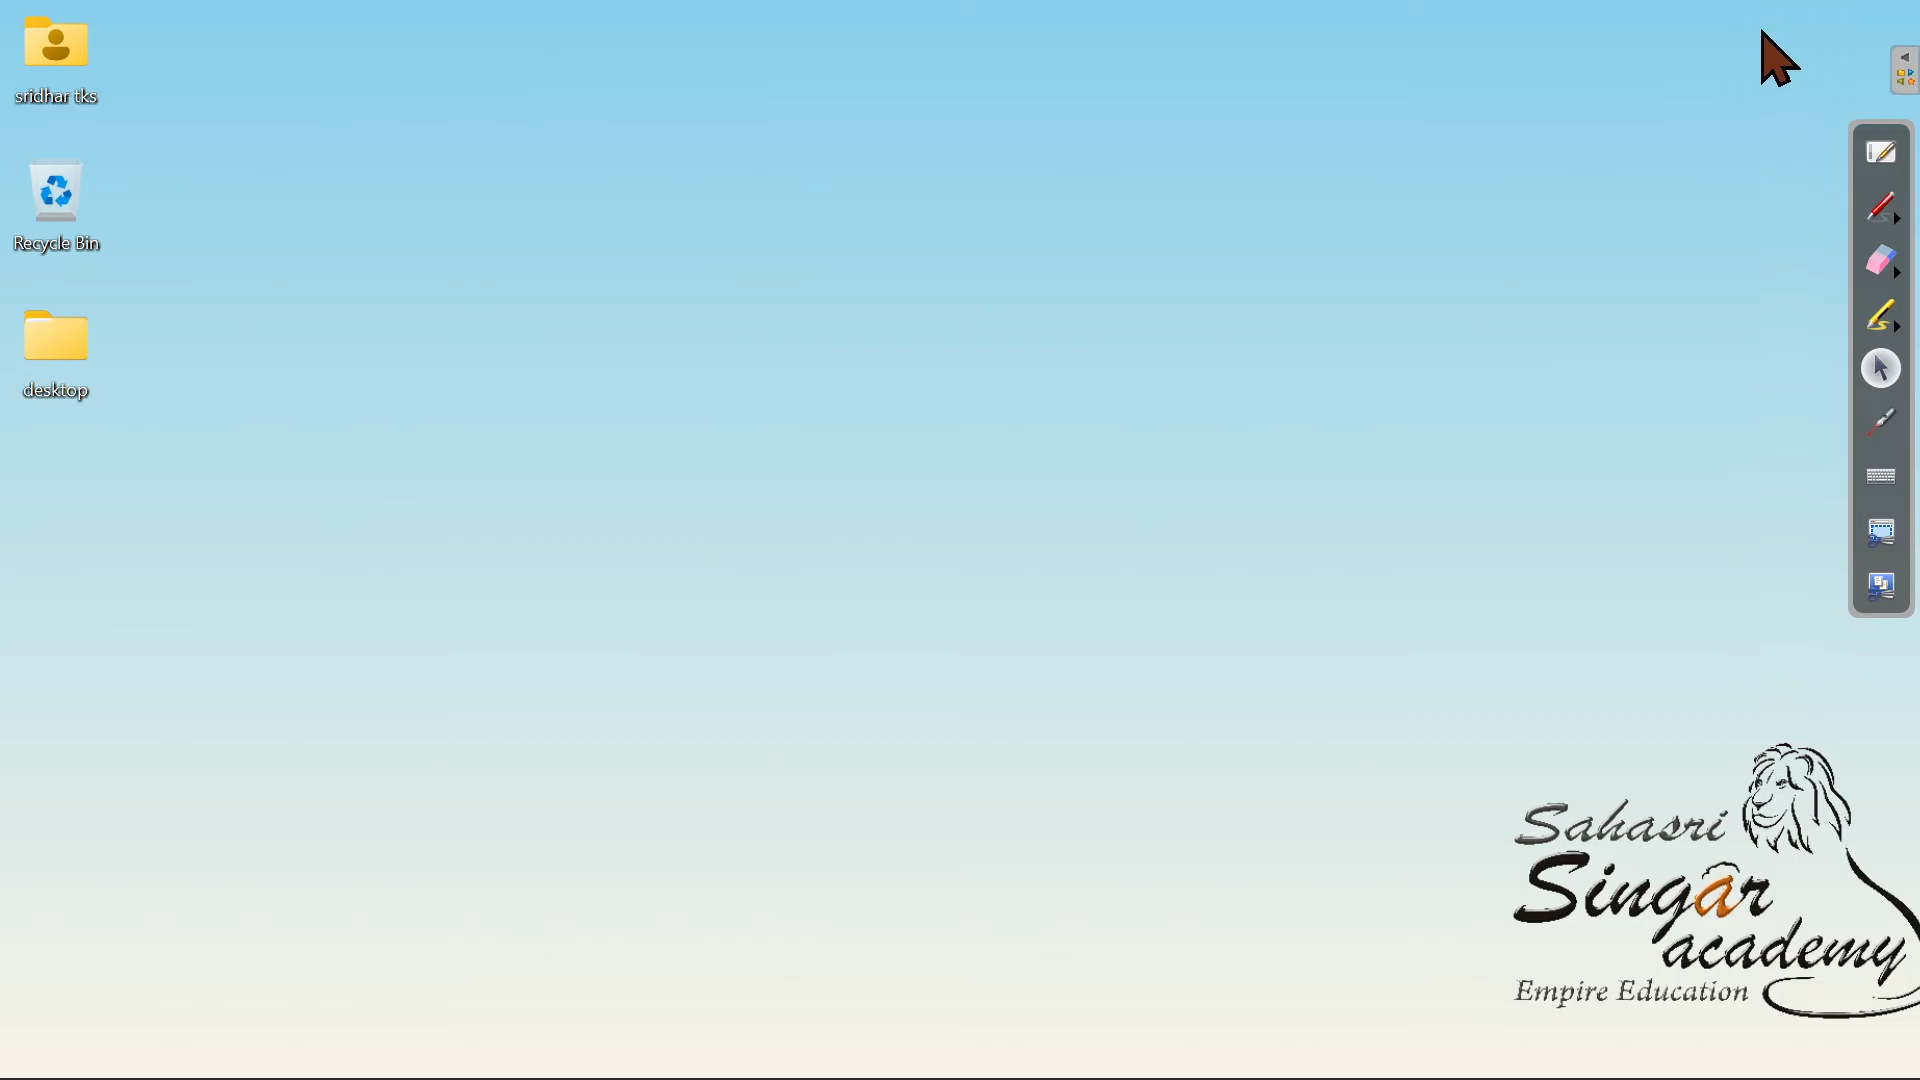 sridhar tks
Recycle Bin
desktop
Sahasri
Singar
academy
Empire Education